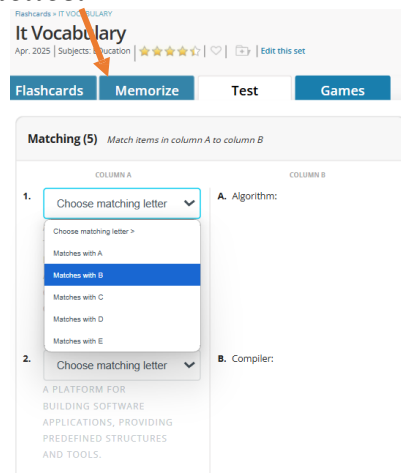 Flashcards > IT VOCABULARY
It Vocabulary
Apr. 2025 | Subjects: Education | | | | Edit this set
Flashcards Memorize Test Games
Matching (5) Match items in column A to column B
COLUMN A COLUMN B
1. Choose matching letter A. Algorithm:
Choose matching letter >
Matches with A
Matches with B
Matches with C
Matches with D
Matches with E
2. Choose matching letter B. Compiler:
A PLATFORM FOR
BUILDING SOFTWARE
APPLICATIONS, PROVIDING
PREDEFINED STRUCTURES
AND TOOLS.